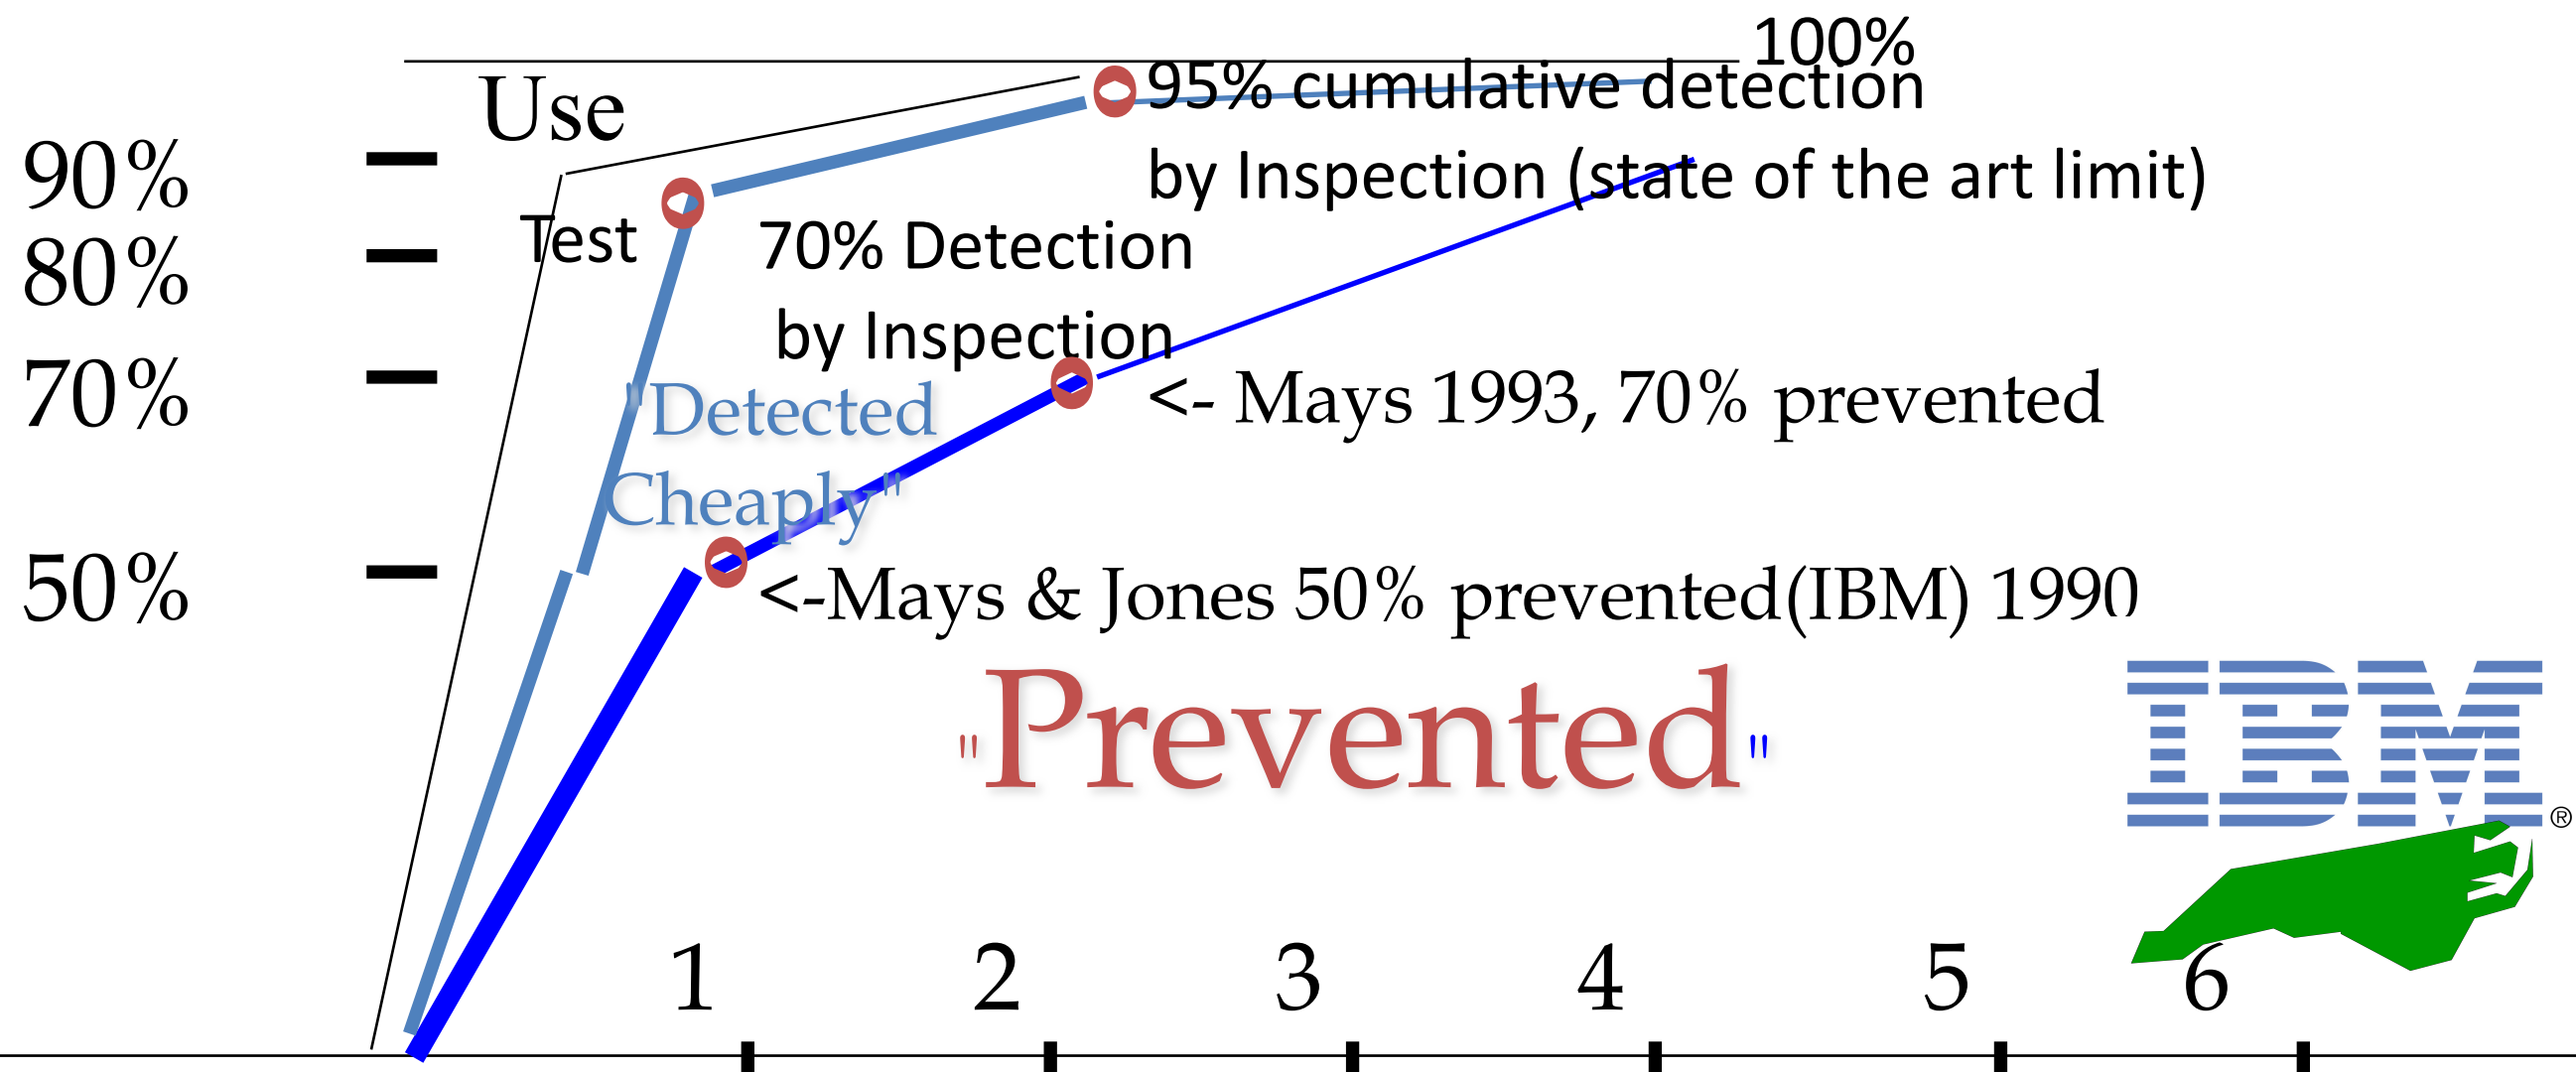 100%
Use
95% cumulative detection
by Inspection (state of the art limit)
90%
Test
70% Detection
by Inspection
80%
70%
"Detected
Cheaply"
<- Mays 1993, 70% prevented
50%
<-Mays & Jones 50% prevented(IBM) 1990
"Prevented"
IBM®
1 2 3 4 5 6